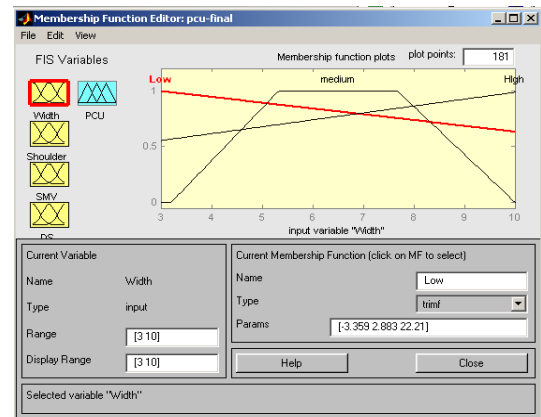 Membership Function Editor: pcu-final
File Edit View
FIS Variables
Membership function plots
plot points:
181
Width
PCU
Shoulder
SMV
DS
Low
medium
HIgh
1
0.5
0
3 4 5 6 7 8 9 10
input variable "Width"
Current Variable
Name Width
Type input
Range [3 10]
Display Range [3 10]
Current Membership Function (click on MF to select)
Name Low
Type trimf
Params [-3.359 2.883 22.21]
Help Close
Selected variable "Width"